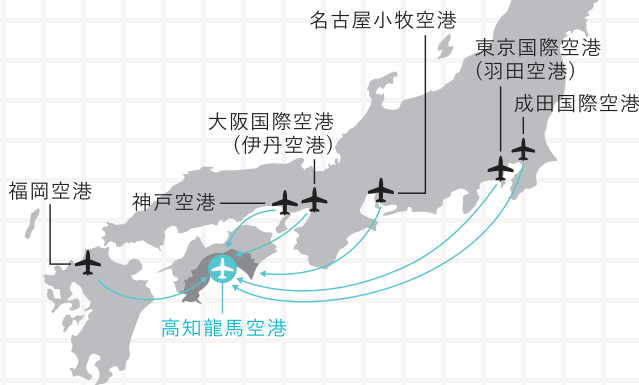 名古屋小牧空港
東京国際空港
(羽田空港)
成田国際空港
大阪国際空港
(伊丹空港)
福岡空港
神戸空港
高知龍馬空港